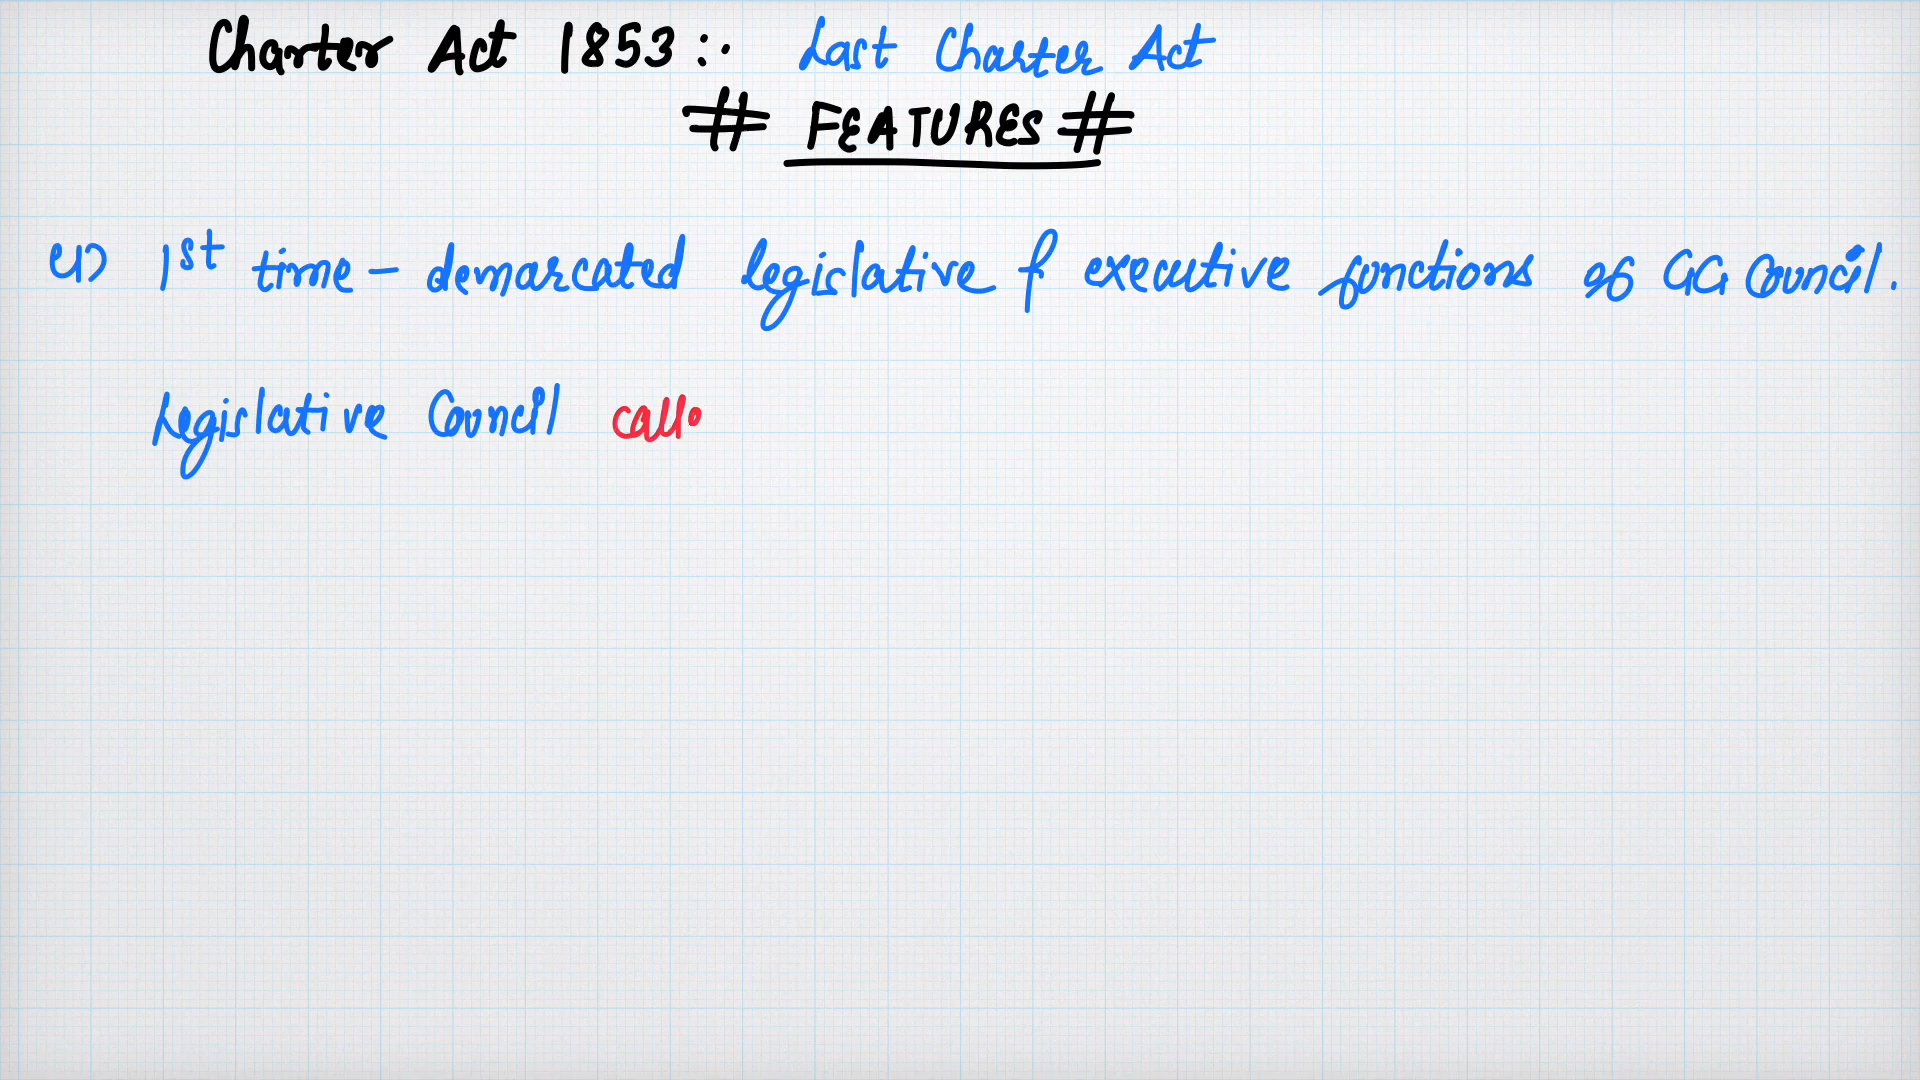 Charter Act 1853:- Last Charter Act
# FEATURES #
(1) 1st time - demarcated legislative & executive functions of GG Council.
Legislative Council call